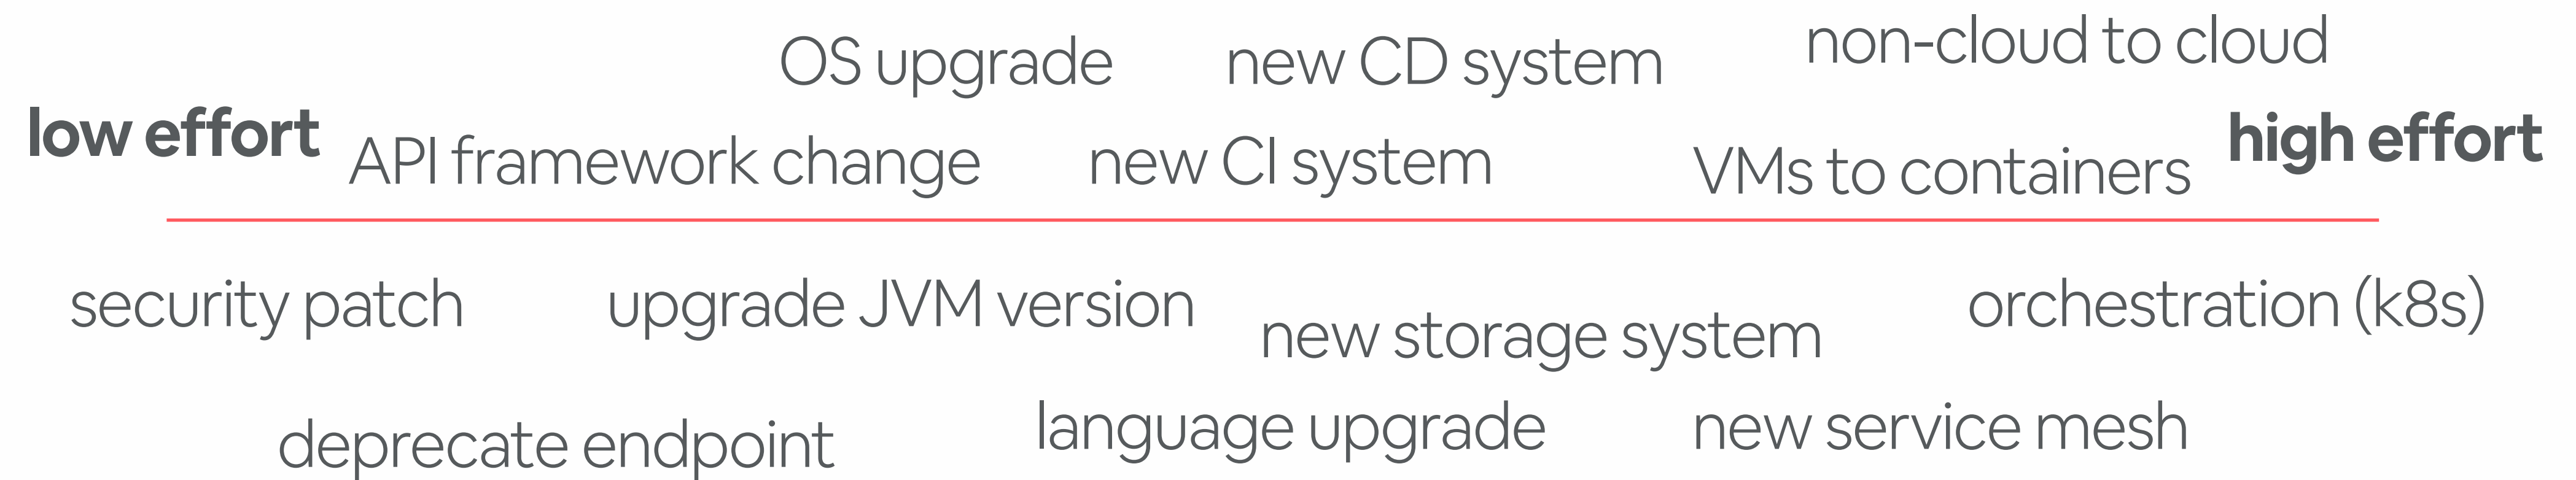 non-cloud to cloud
OS upgrade
new CD system
low effort
high effort
API framework change
new CI system
VMs to containers
security patch
upgrade JVM version
orchestration (k8s)
new storage system
language upgrade
new service mesh
deprecate endpoint